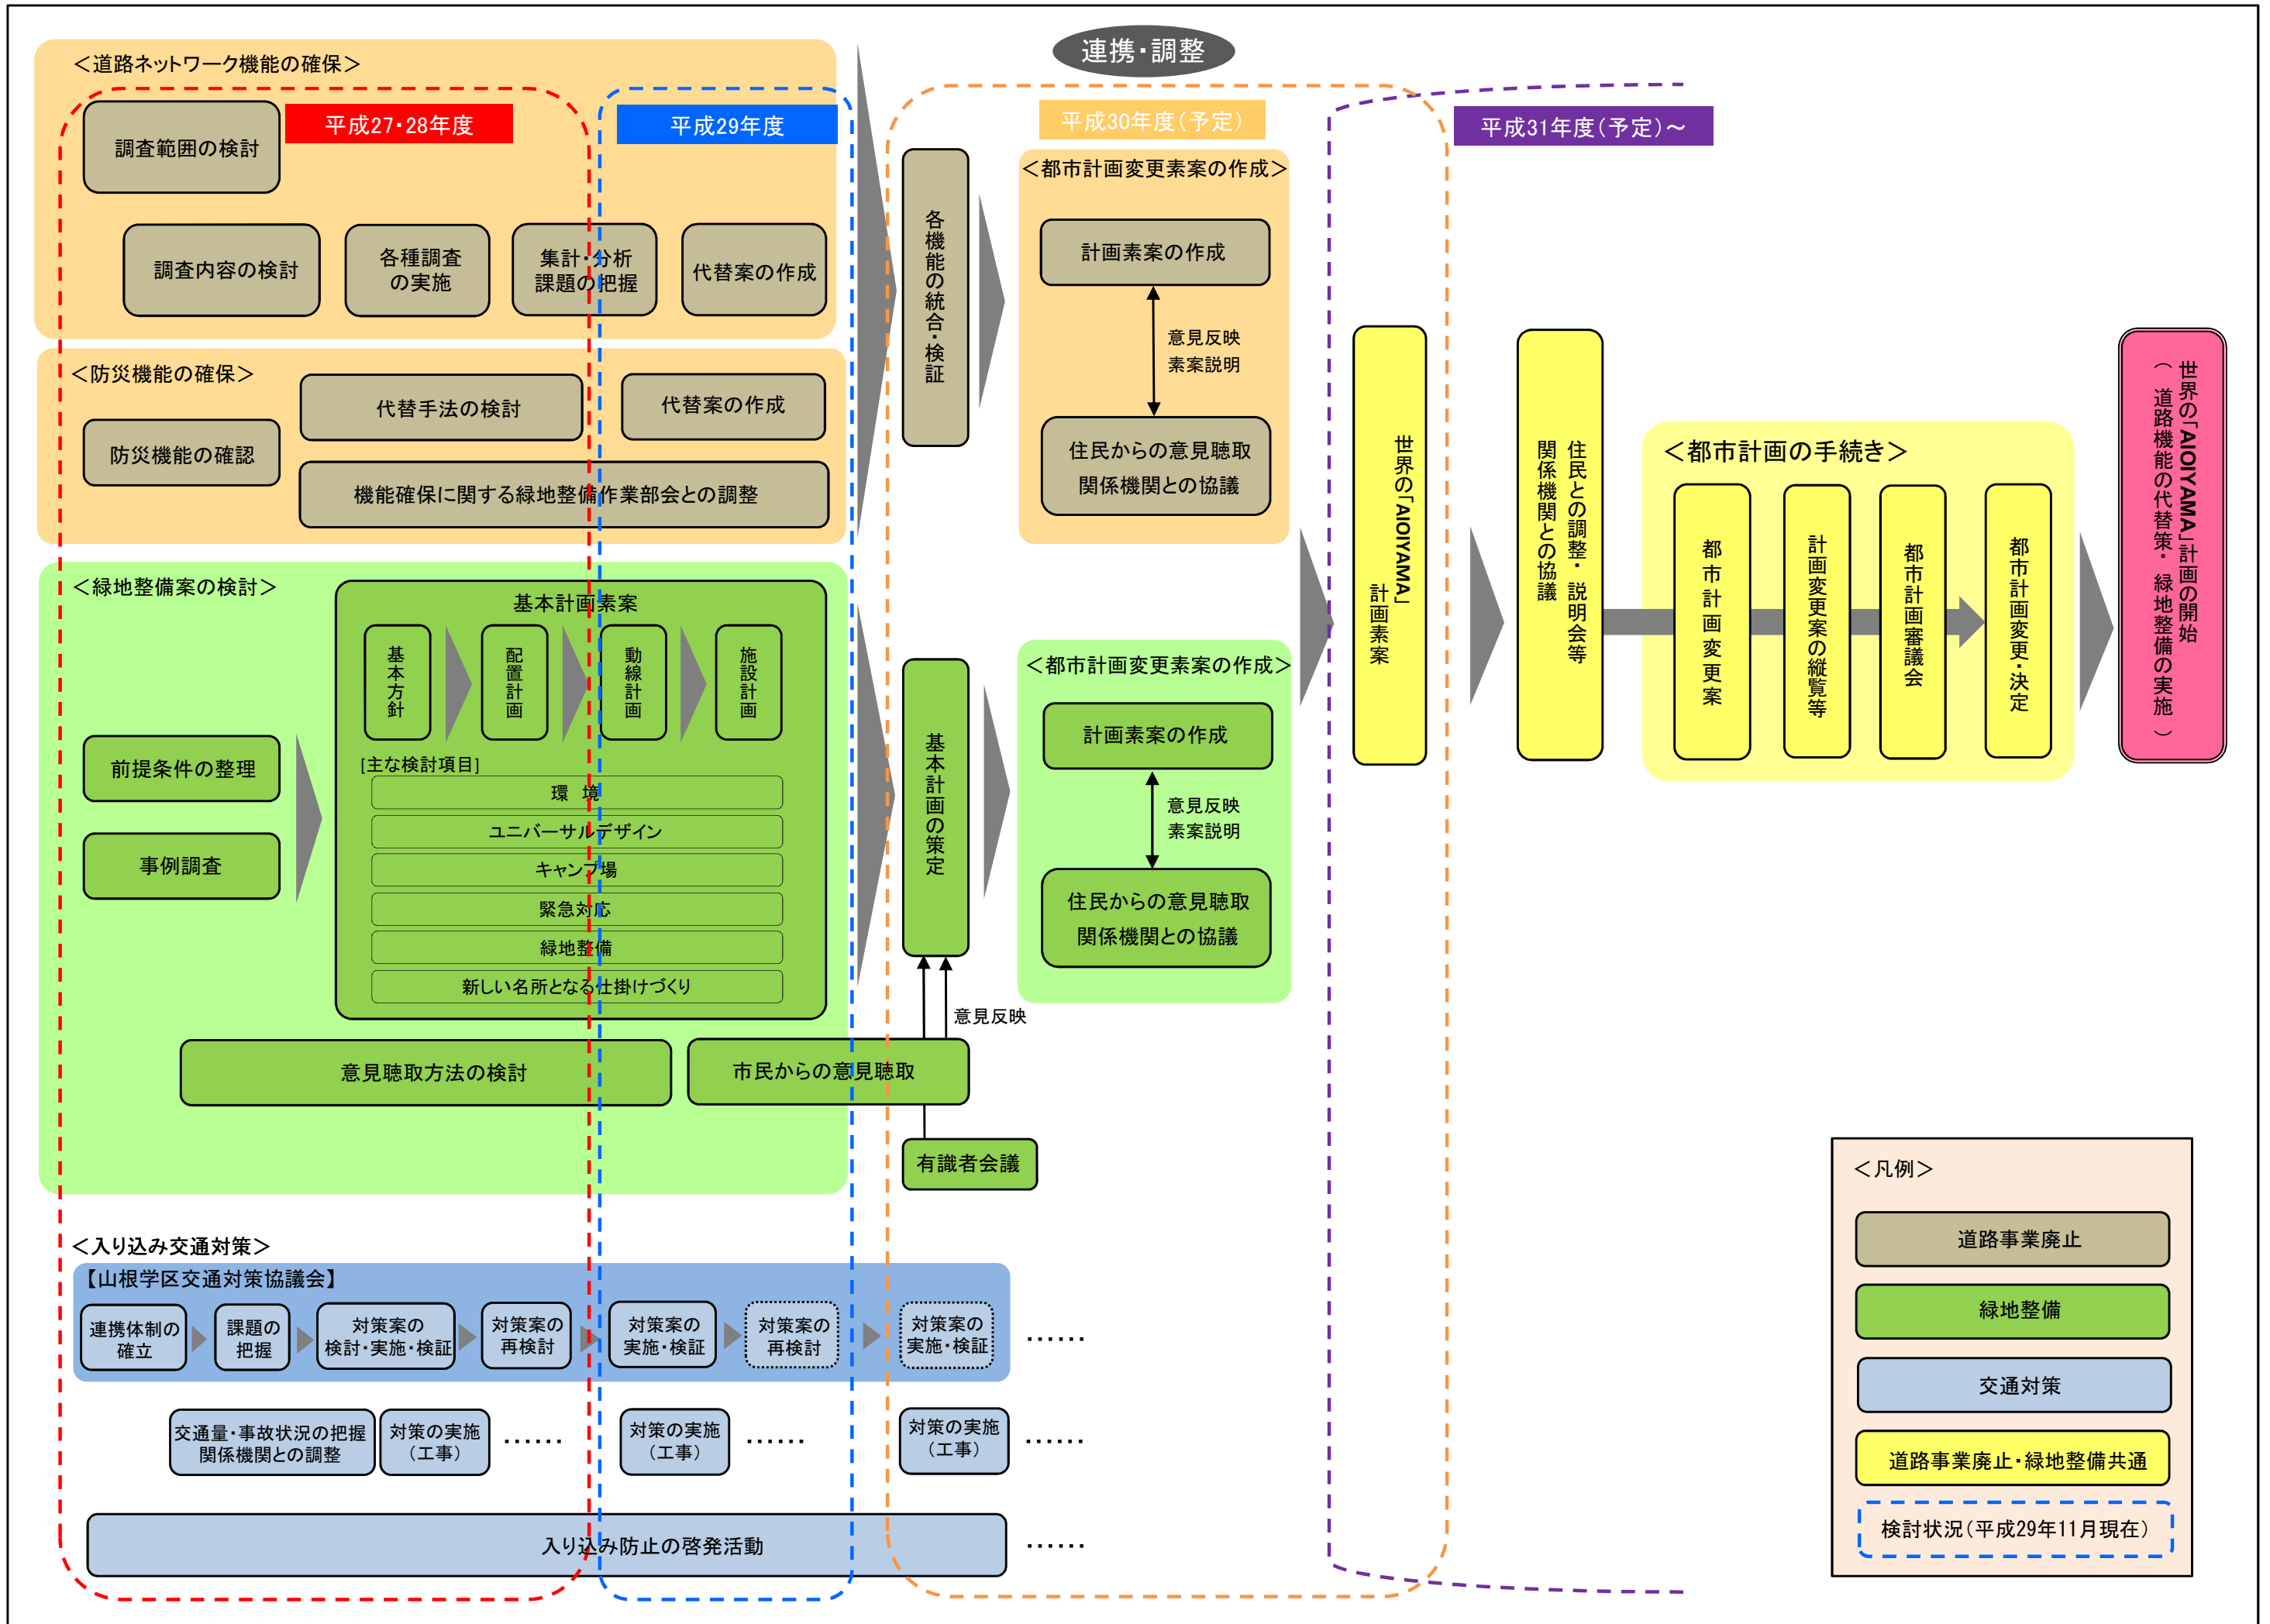 連携・調整
＜道路ネットワーク機能の確保＞
平成27・28年度
平成29年度
平成30年度（予定）
平成31年度（予定）～
調査範囲の検討
調査内容の検討
各種調査
の実施
集計・分析
課題の把握
代替案の作成
＜防災機能の確保＞
防災機能の確認
代替手法の検討
代替案の作成
機能確保に関する緑地整備作業部会との調整
各機能の統合・検証
＜都市計画変更素案の作成＞
計画素案の作成
意見反映
素案説明
住民からの意見聴取
関係機関との協議
＜緑地整備案の検討＞
前提条件の整理
事例調査
基本計画素案
基本方針
配置計画
動線計画
施設計画
[主な検討項目]
環 境
ユニバーサルデザイン
キャンプ場
緊急対応
緑地整備
新しい名所となる仕掛けづくり
意見聴取方法の検討
市民からの意見聴取
基本計画の策定
意見反映
有識者会議
＜都市計画変更素案の作成＞
計画素案の作成
意見反映
素案説明
住民からの意見聴取
関係機関との協議
世界の「AIOIYAMA」
計画素案
住民との調整・説明会等
関係機関との協議
＜都市計画の手続き＞
都市計画変更案
計画変更案の縦覧等
都市計画審議会
都市計画変更・決定
世界の「AIOIYAMA」計画の開始
（道路機能の代替策・緑地整備の実施）
＜入り込み交通対策＞
【山根学区交通対策協議会】
連携体制の
確立
課題の
把握
対策案の
検討・実施・検証
対策案の
再検討
対策案の
実施・検証
対策案の
再検討
対策案の
実施・検証
……
交通量・事故状況の把握
関係機関との調整
対策の実施
（工事）
……
対策の実施
（工事）
……
対策の実施
（工事）
……
入り込み防止の啓発活動
……
＜凡例＞
道路事業廃止
緑地整備
交通対策
道路事業廃止・緑地整備共通
検討状況（平成29年11月現在）